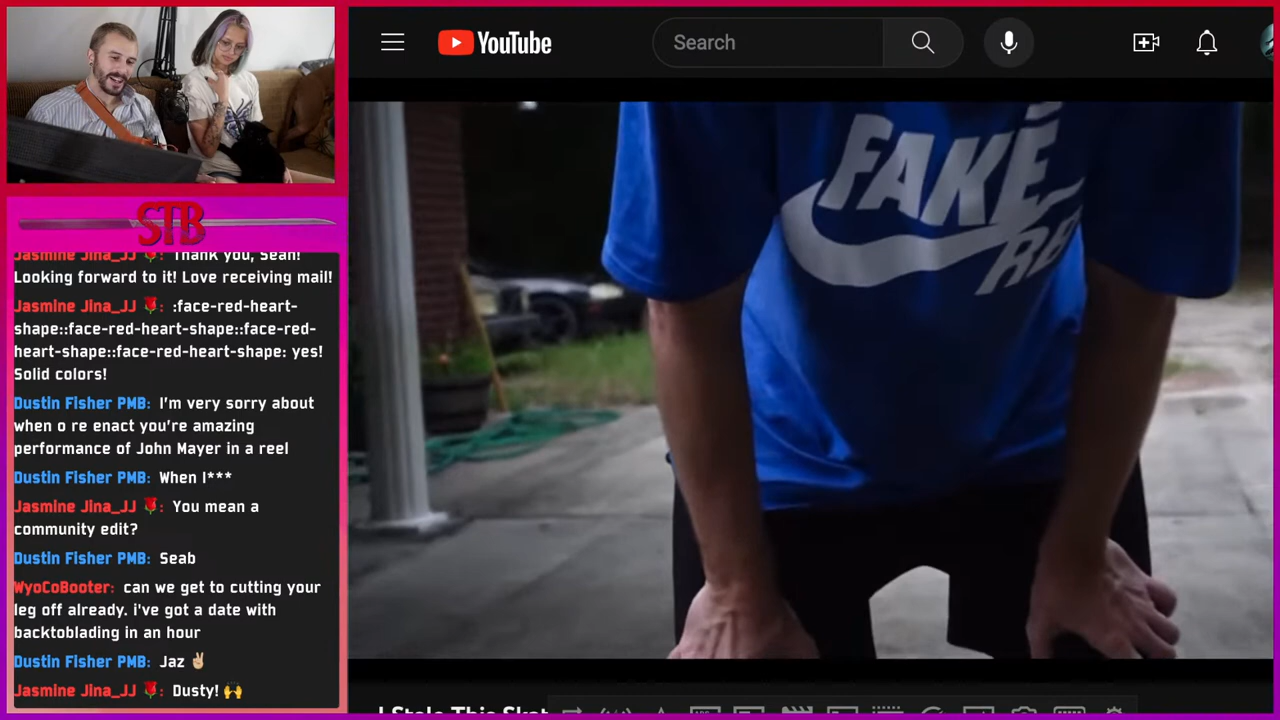 YouTube
Search
FAKE
RB
STB
Jasmine Jina_JJ 🌹: Thank you, Sean!
Looking forward to it! Love receiving mail!
Jasmine Jina_JJ 🌹: :face-red-heart-
shape::face-red-heart-shape::face-red-
heart-shape::face-red-heart-shape: yes!
Solid colors!
Dustin Fisher PMB: I'm very sorry about
when o re enact you're amazing
performance of John Mayer in a reel
Dustin Fisher PMB: When I***
Jasmine Jina_JJ 🌹: You mean a
community edit?
Dustin Fisher PMB: Seab
WyoCoBooter: can we get to cutting your
leg off already. i've got a date with
backtoblading in an hour
Dustin Fisher PMB: Jaz ✌🏼
Jasmine Jina_JJ 🌹: Dusty! 🙌
I Stole This